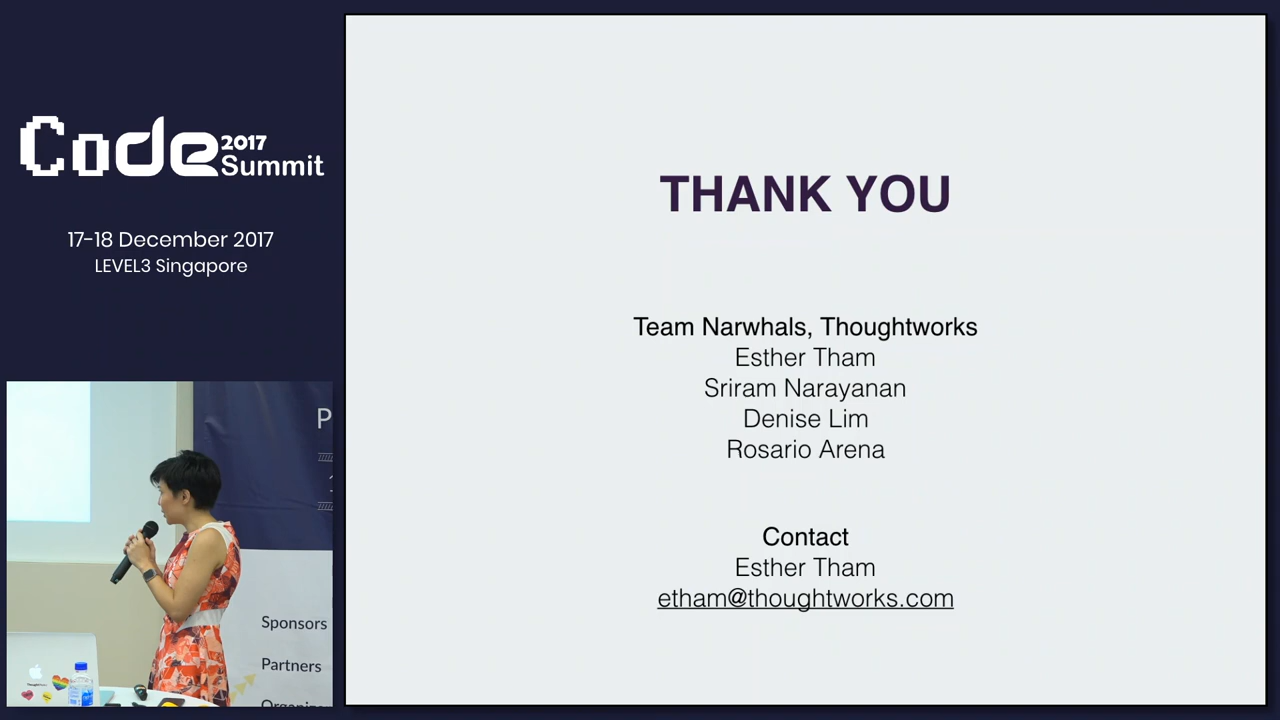 Code 2017 Summit
17-18 December 2017
LEVEL3 Singapore
THANK YOU
Team Narwhals, Thoughtworks
Esther Tham
Sriram Narayanan
Denise Lim
Rosario Arena
Contact
Esther Tham
etham@thoughtworks.com
P
Sponsors
Partners